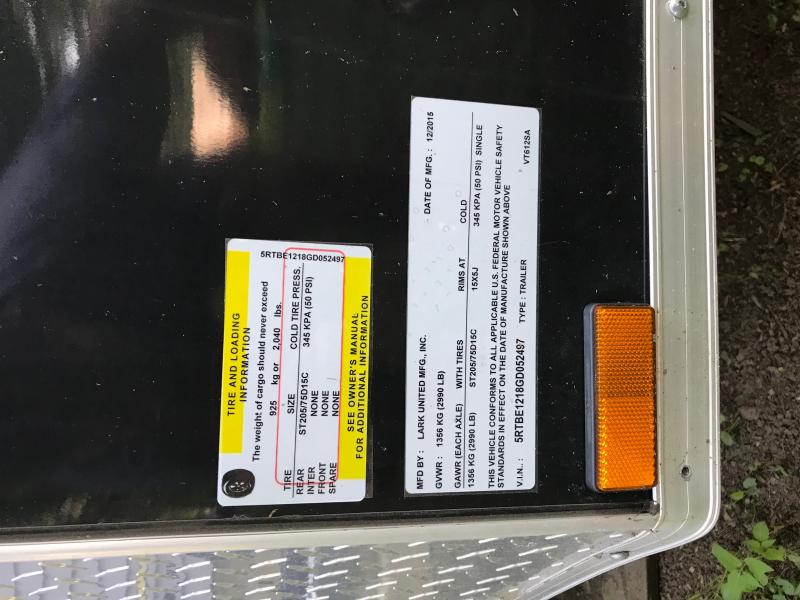 TIRE AND LOADING
INFORMATION
5RTBE1218GD052497
The weight of cargo should never exceed
925 kg or 2,040 lbs.
TIRE SIZE COLD TIRE PRESS.
REAR ST205/75D15C 345 KPA (50 PSI)
INTER NONE
FRONT NONE
SPARE NONE
SEE OWNER'S MANUAL
FOR ADDITIONAL INFORMATION
MFD BY : LARK UNITED MFG., INC. DATE OF MFG. : 12/2015
GVWR : 1356 KG (2990 LB)
GAWR (EACH AXLE) WITH TIRES RIMS AT COLD
1356 KG (2990 LB) ST205/75D15C 15X5J 345 KPA (50 PSI) SINGLE
THIS VEHICLE CONFORMS TO ALL APPLICABLE U.S. FEDERAL MOTOR VEHICLE SAFETY
STANDARDS IN EFFECT ON THE DATE OF MANUFACTURE SHOWN ABOVE
V.I.N. : 5RTBE1218GD052497 TYPE : TRAILER VT612SA